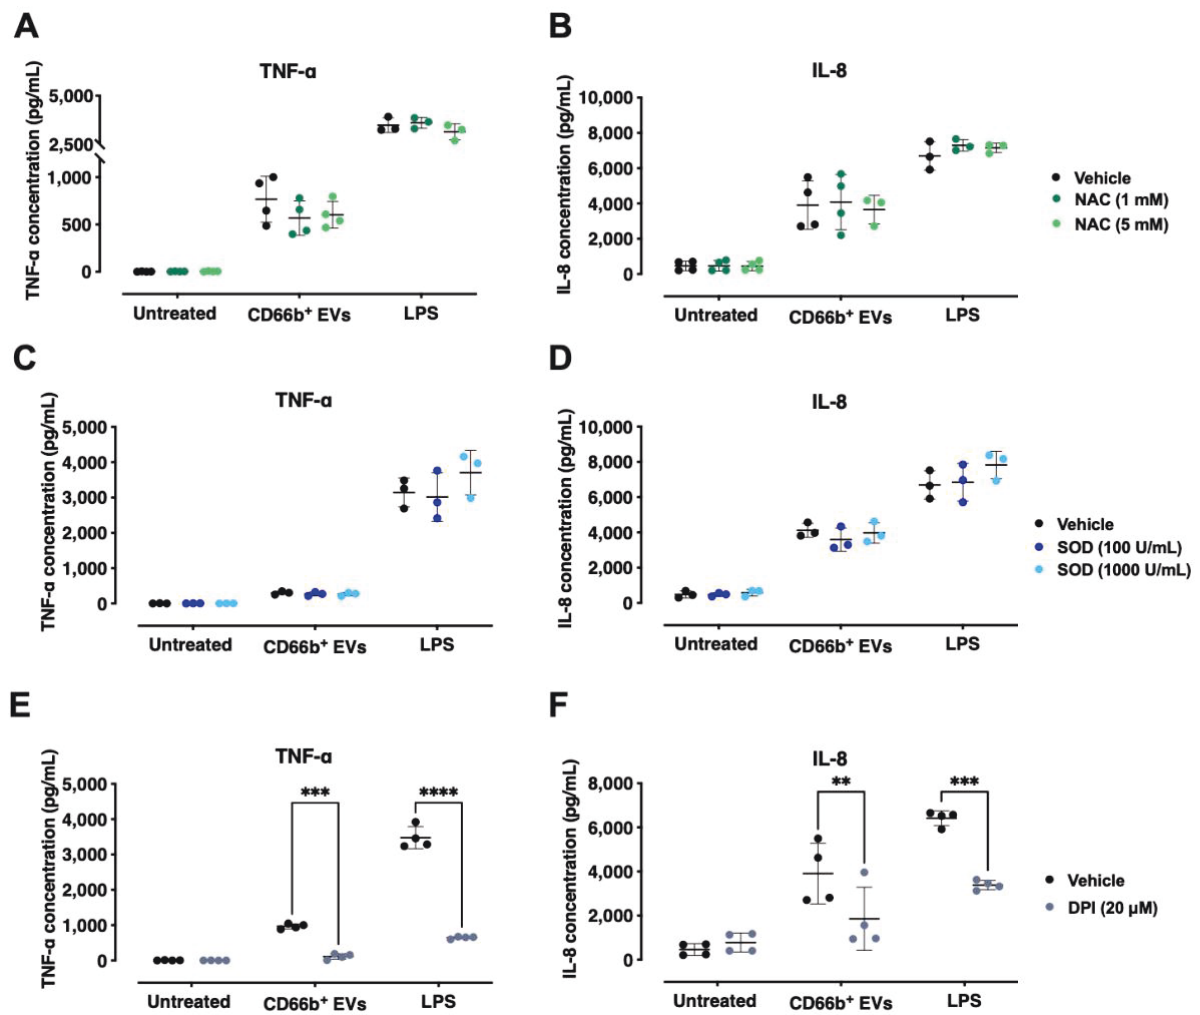 A
TNF-α
TNF-α concentration (pg/mL)
5,000
2,500
1,000
500
0
Untreated
CD66b⁺ EVs
LPS
B
IL-8
IL-8 concentration (pg/mL)
10,000
8,000
6,000
4,000
2,000
0
Untreated
CD66b⁺ EVs
LPS
Vehicle
NAC (1 mM)
NAC (5 mM)
C
TNF-α
TNF-α concentration (pg/mL)
5,000
4,000
3,000
2,000
1,000
0
Untreated
CD66b⁺ EVs
LPS
D
IL-8
IL-8 concentration (pg/mL)
10,000
8,000
6,000
4,000
2,000
0
Untreated
CD66b⁺ EVs
LPS
Vehicle
SOD (100 U/mL)
SOD (1000 U/mL)
E
TNF-α
TNF-α concentration (pg/mL)
5,000
4,000
3,000
2,000
1,000
0
***
****
Untreated
CD66b⁺ EVs
LPS
F
IL-8
IL-8 concentration (pg/mL)
8,000
6,000
4,000
2,000
0
**
***
Untreated
CD66b⁺ EVs
LPS
Vehicle
DPI (20 µM)